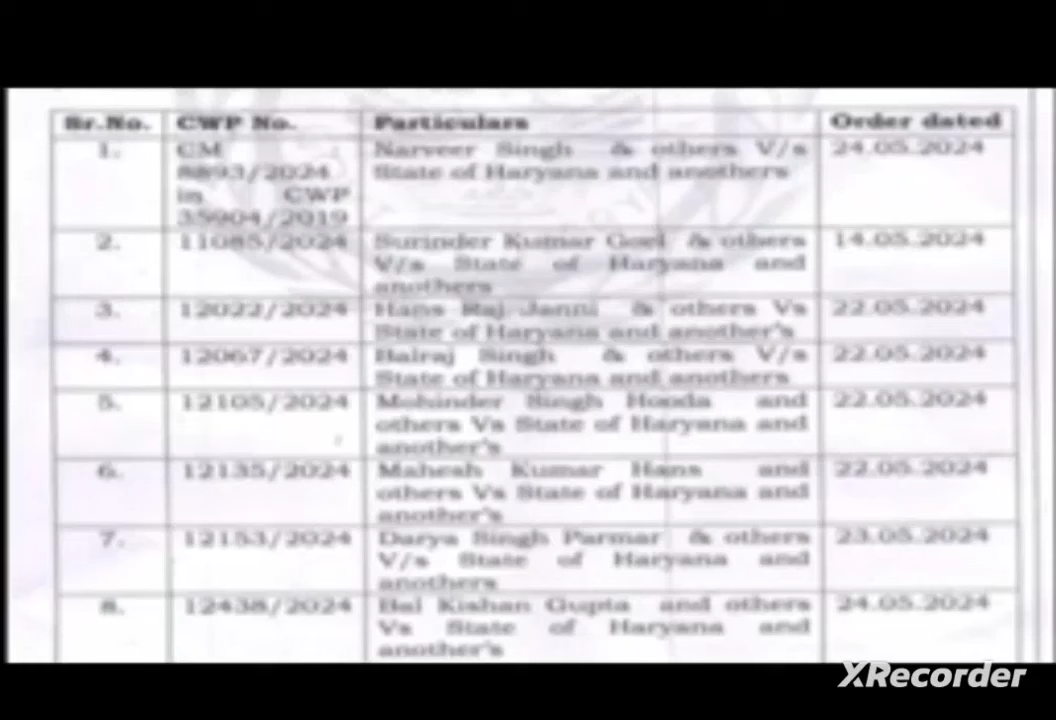 Sr.No. CWP No. Particulars Order dated
1. CM Narveer Singh & others V/s 24.05.2024
8893/2024 State of Haryana and anothers
in CWP
35904/2019
2. 11085/2024 Surinder Kumar Goel & others 14.05.2024
V/s State of Haryana and
anothers
3. 12022/2024 Hans Raj Janni & others Vs 22.05.2024
State of Haryana and another's
4. 12067/2024 Balraj Singh & others V/s 22.05.2024
State of Haryana and anothers
5. 12105/2024 Mohinder Singh Hooda and 22.05.2024
others Vs State of Haryana and
another's
6. 12135/2024 Mahesh Kumar Hans and 22.05.2024
others Vs State of Haryana and
another's
7. 12153/2024 Darya Singh Parmar & others 23.05.2024
V/s State of Haryana and
anothers
8. 12438/2024 Bal Kishan Gupta and others 24.05.2024
Vs State of Haryana and
another's
XRecorder